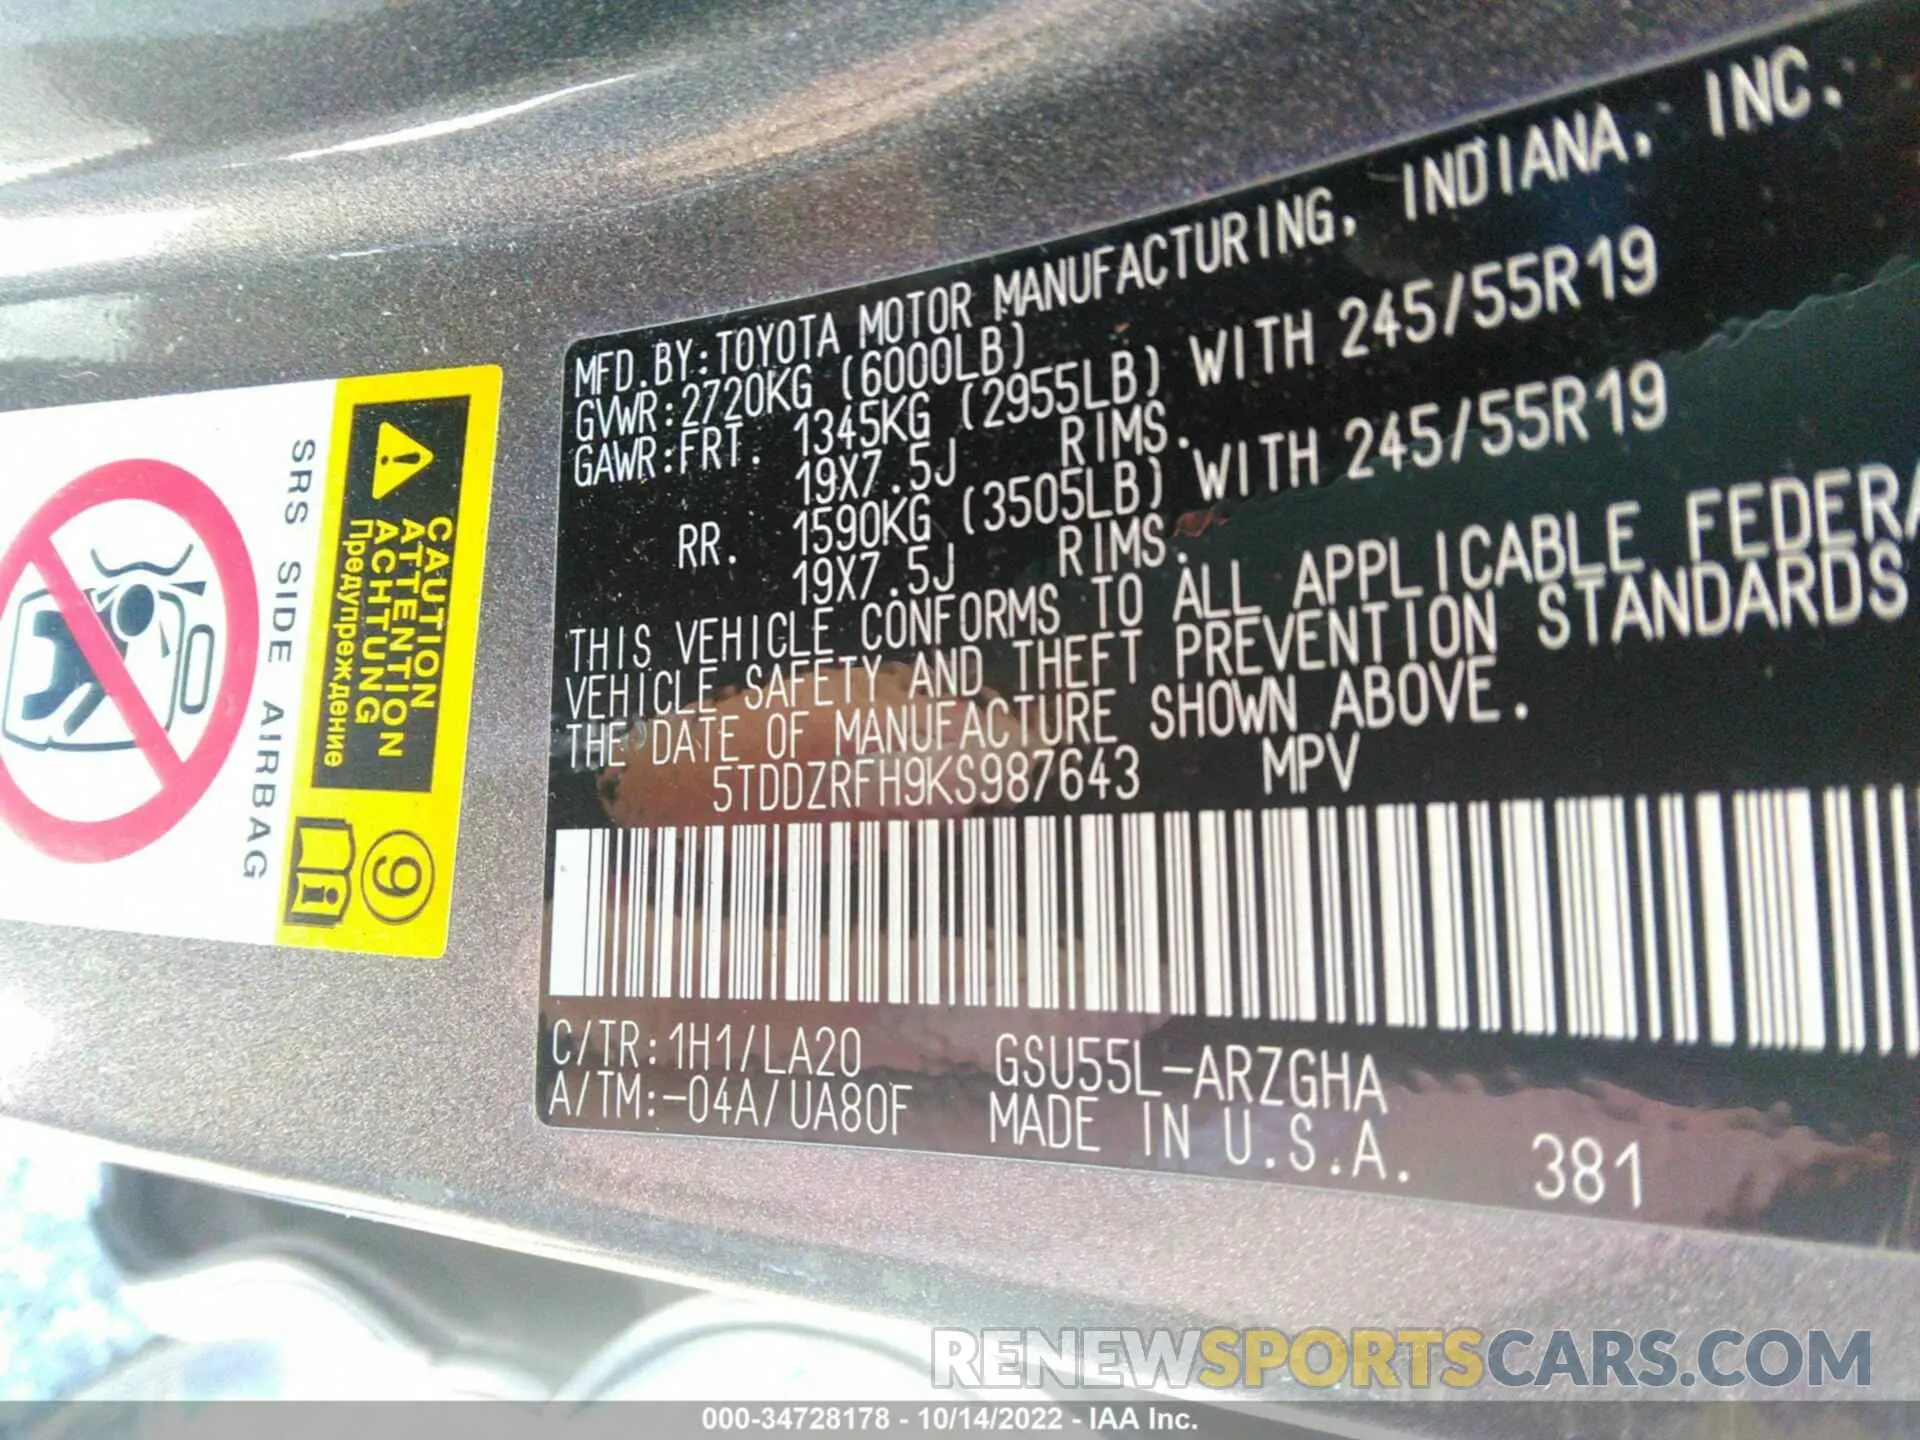 MFD.BY:TOYOTA MOTOR MANUFACTURING, INDIANA, INC.
GVWR:2720KG (6000LB)
GAWR:FRT. 1345KG (2955LB) WITH 245/55R19
19X7.5J RIMS.
RR. 1590KG (3505LB) WITH 245/55R19
19X7.5J RIMS.
THIS VEHICLE CONFORMS TO ALL APPLICABLE FEDERA
VEHICLE SAFETY AND THEFT PREVENTION STANDARDS
THE DATE OF MANUFACTURE SHOWN ABOVE.
5TDDZRFH9KS987643 MPV
C/TR:1H1/LA20 GSU55L-ARZGHA
A/TM:-04A/UA80F MADE IN U.S.A. 381
CAUTION
ATTENTION
ACHTUNG
Предупреждение
SRS SIDE AIRBAG
9
i
RENEWSPORTSCARS.COM
000-34728178 - 10/14/2022 - IAA Inc.